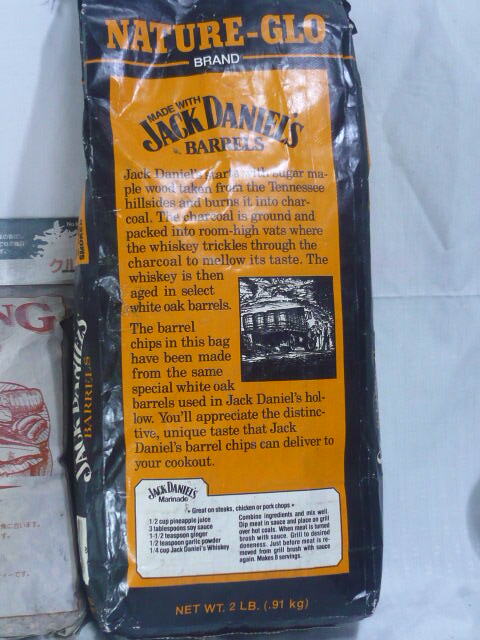 NATURE-GLO
BRAND
MADE WITH
JACK DANIEL'S
BARRELS
Jack Daniel's starts with sugar ma-
ple wood taken from the Tennessee
hillsides and burns it into char-
coal. The charcoal is ground and
packed into room-high vats where
the whiskey trickles through the
charcoal to mellow its taste. The
whiskey is then
aged in select
white oak barrels.
The barrel
chips in this bag
have been made
from the same
special white oak
barrels used in Jack Daniel's hol-
low. You'll appreciate the distinc-
tive, unique taste that Jack
Daniel's barrel chips can deliver to
your cookout.
JACK DANIEL'S
Marinade
Great on steaks, chicken or pork chops
1/2 cup pineapple juice
3 tablespoons soy sauce
1-1/2 teaspoon ginger
1/2 teaspoon garlic powder
1/4 cup Jack Daniel's Whiskey
Combine ingredients and mix well.
Dip meat in sauce and place on grill
over hot coals. When meat is turned
brush with sauce. Grill to desired
doneness. Just before meat is re-
moved from grill brush with sauce
again. Makes 8 servings.
NET WT. 2 LB. (.91 kg)
JACK DANIEL'S
BARRELS
SMOKE
クル
NG